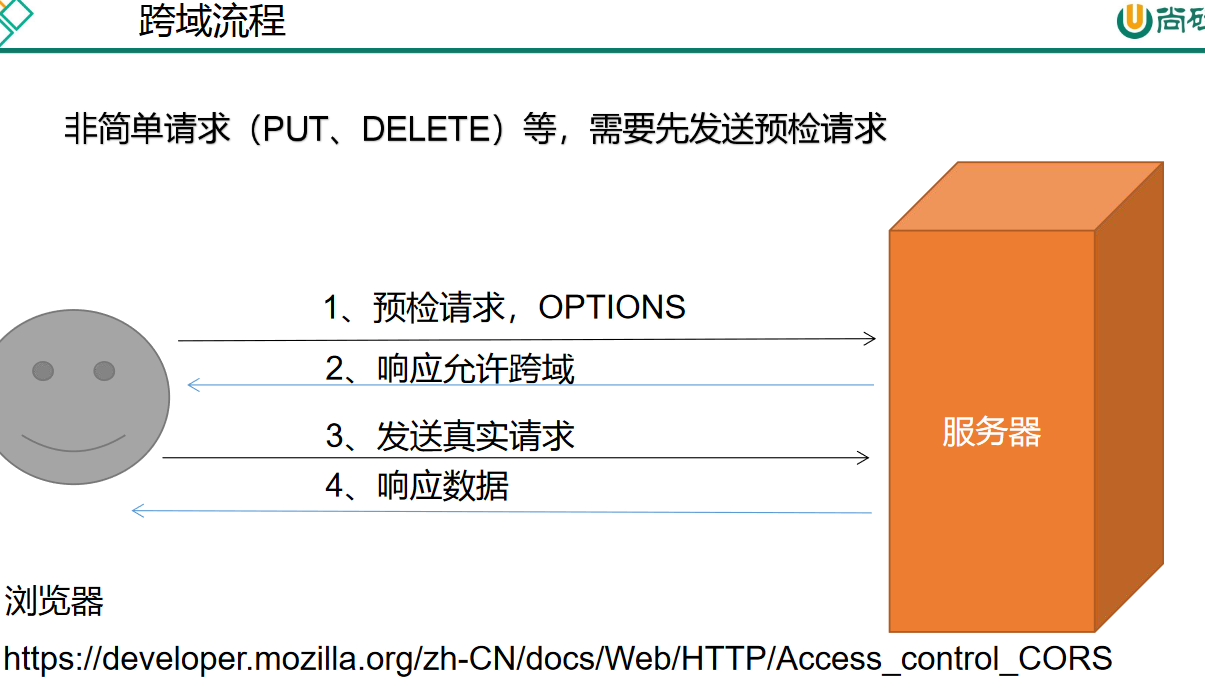 跨域流程
尚硅
非简单请求（PUT、DELETE）等，需要先发送预检请求
1、预检请求，OPTIONS
2、响应允许跨域
3、发送真实请求
4、响应数据
服务器
浏览器
https://developer.mozilla.org/zh-CN/docs/Web/HTTP/Access_control_CORS